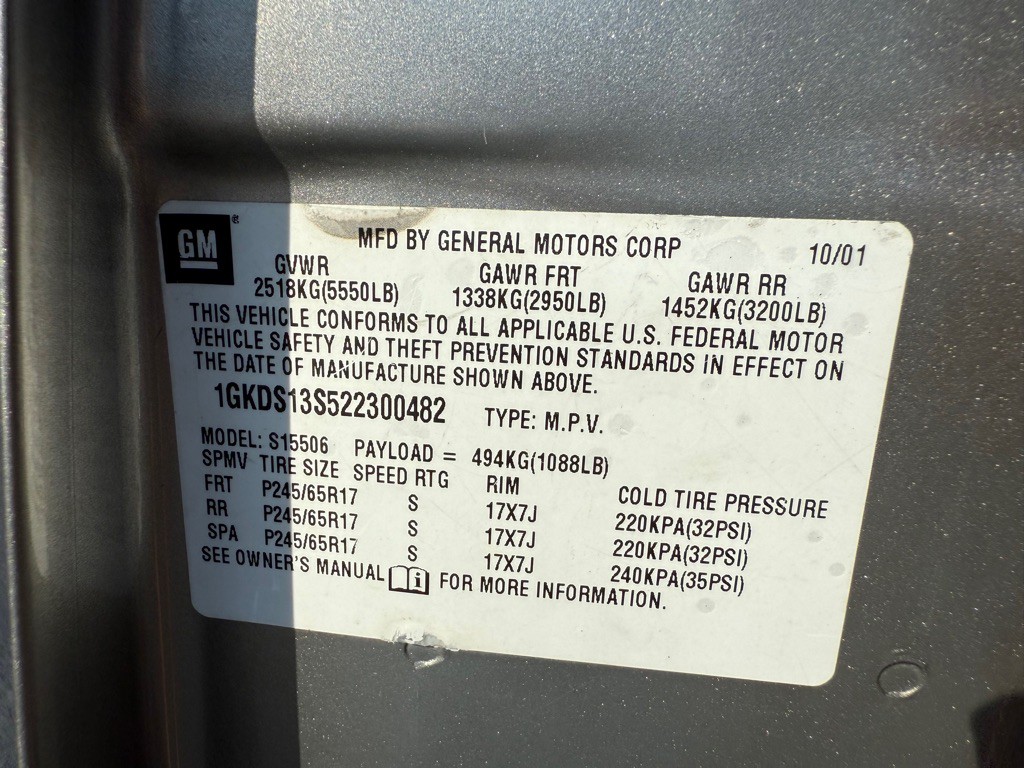 GM ®
MFD BY GENERAL MOTORS CORP 10/01
GVWR GAWR FRT GAWR RR
2518KG(5550LB) 1338KG(2950LB) 1452KG(3200LB)
THIS VEHICLE CONFORMS TO ALL APPLICABLE U.S. FEDERAL MOTOR
VEHICLE SAFETY AND THEFT PREVENTION STANDARDS IN EFFECT ON
THE DATE OF MANUFACTURE SHOWN ABOVE.
1GKDS13S522300482 TYPE: M.P.V.
MODEL: S15506 PAYLOAD = 494KG(1088LB)
SPMV TIRE SIZE SPEED RTG RIM COLD TIRE PRESSURE
FRT P245/65R17 S 17X7J 220KPA(32PSI)
RR P245/65R17 S 17X7J 220KPA(32PSI)
SPA P245/65R17 S 17X7J 240KPA(35PSI)
SEE OWNER'S MANUAL FOR MORE INFORMATION.